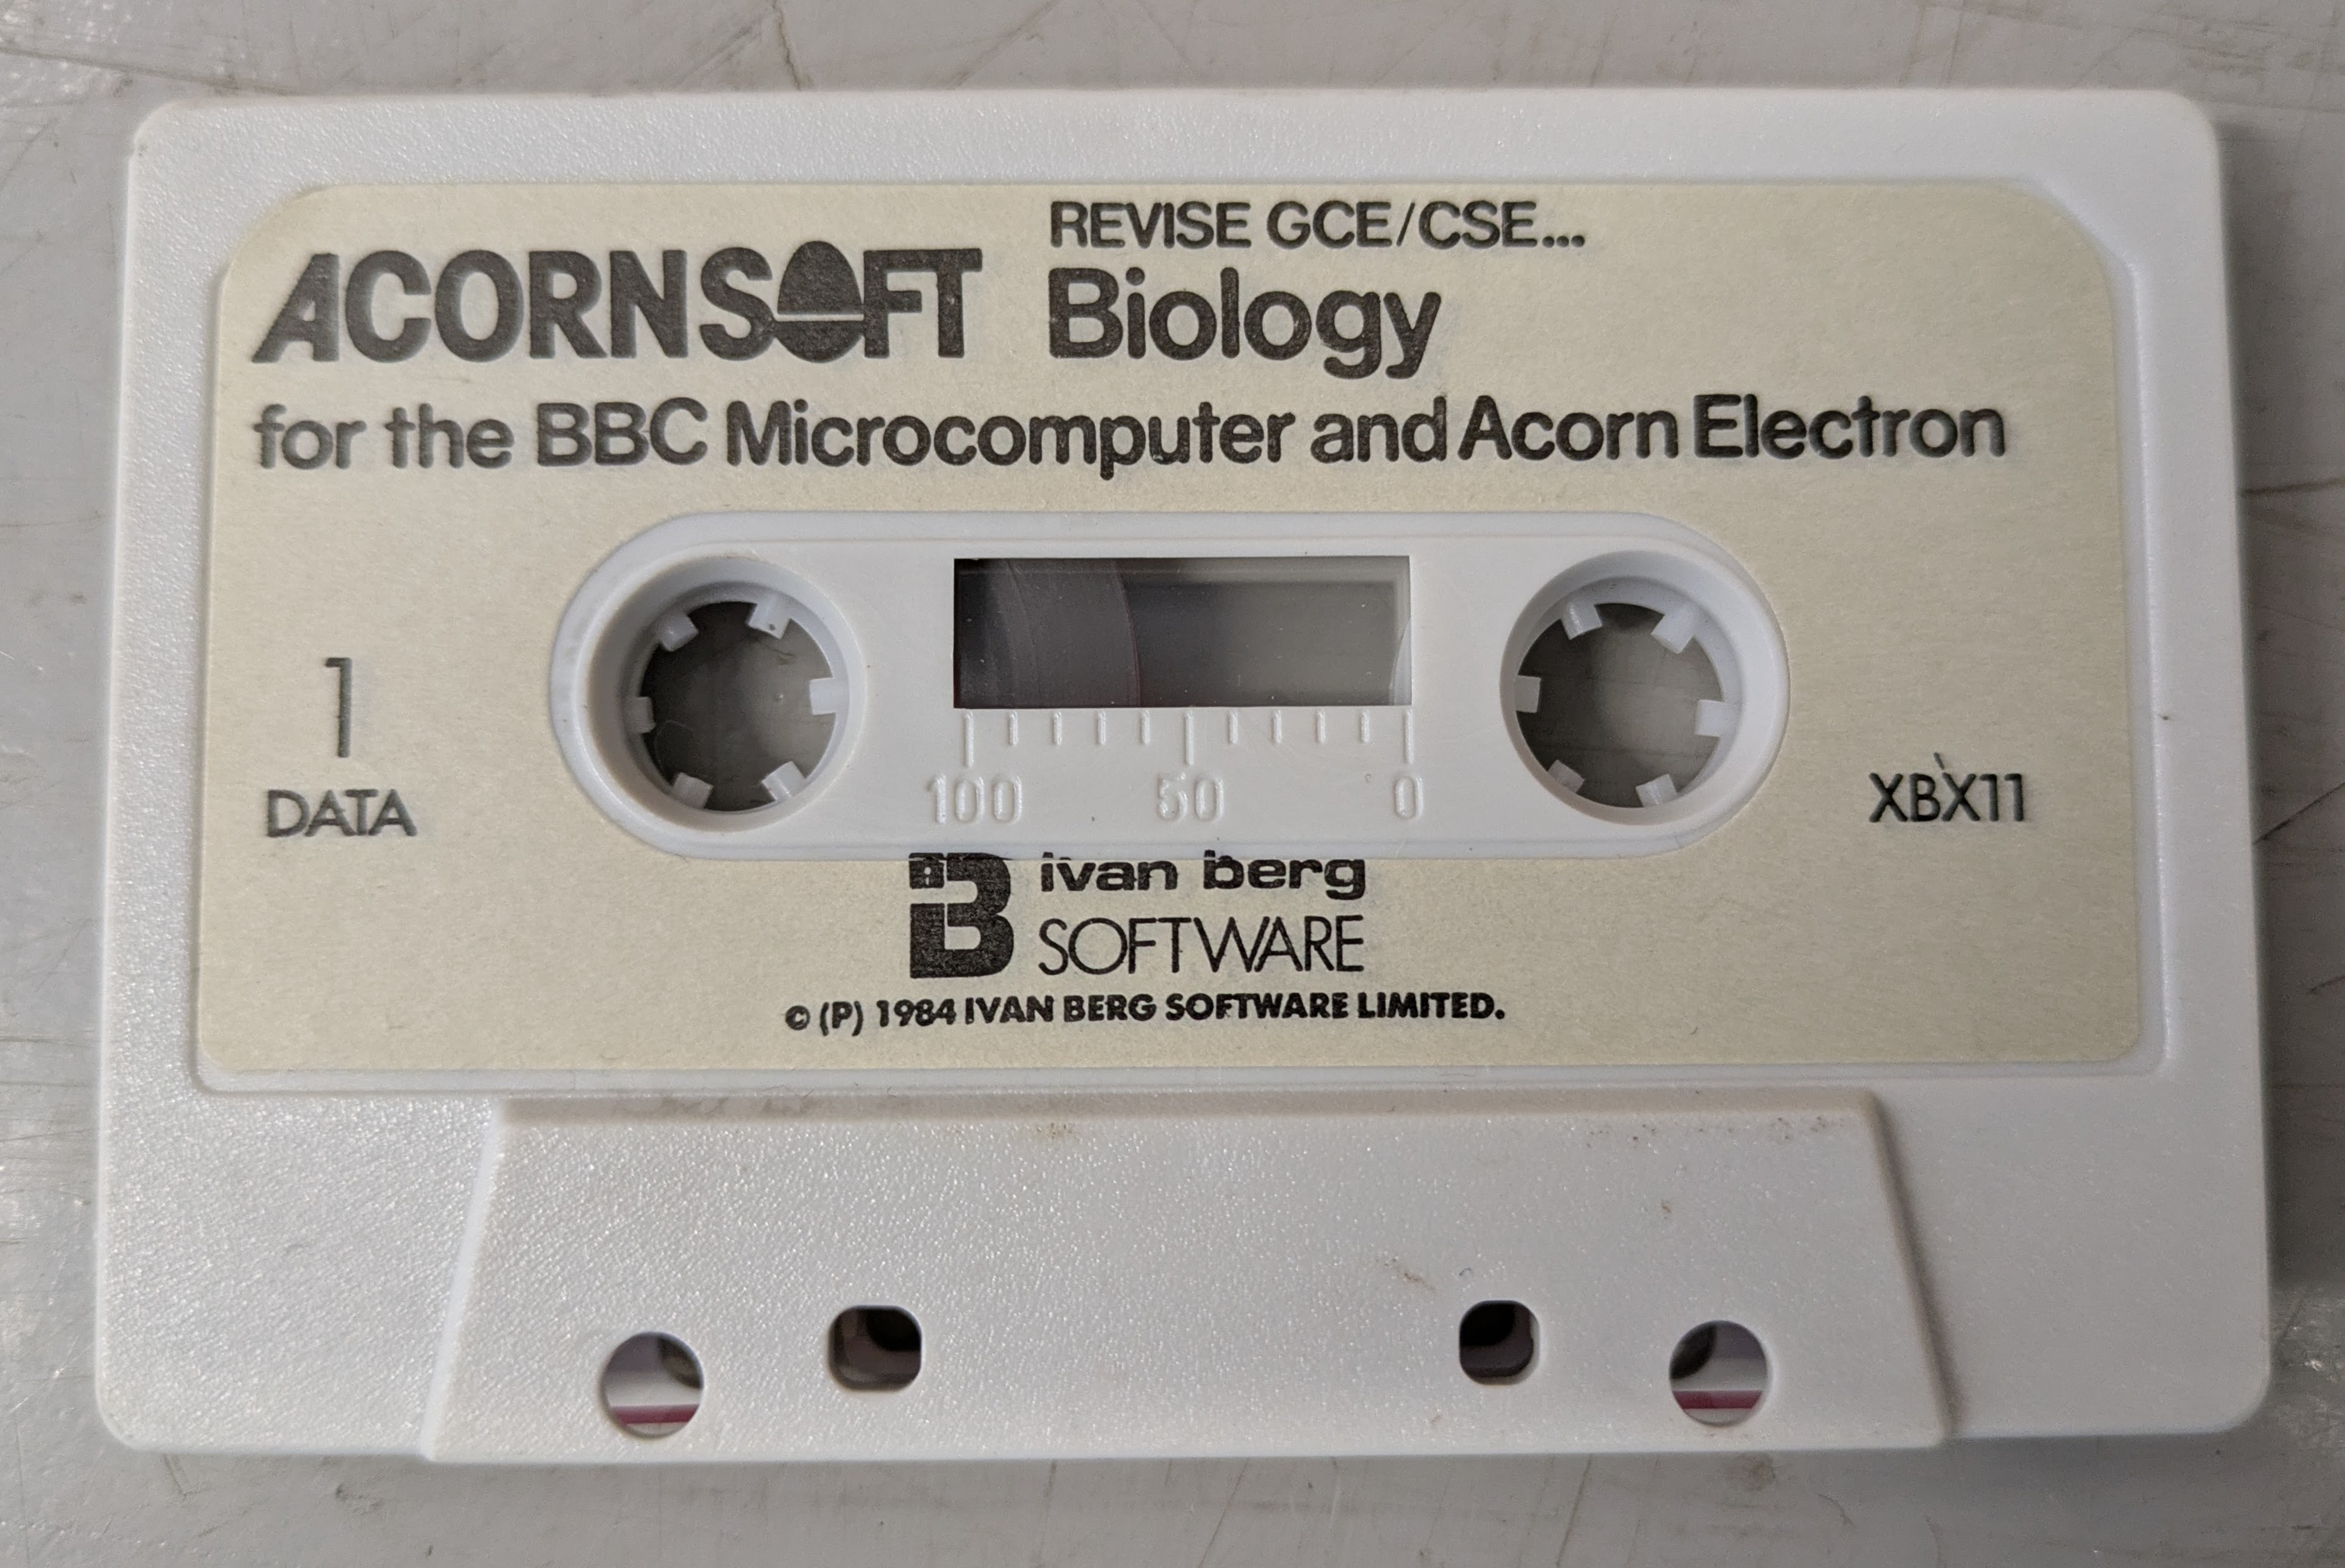 REVISE GCE/CSE...
ACORNSOFT Biology
for the BBC Microcomputer and Acorn Electron
1
DATA
100 50 0
XBX11
ivan berg
SOFTWARE
© (P) 1984 IVAN BERG SOFTWARE LIMITED.